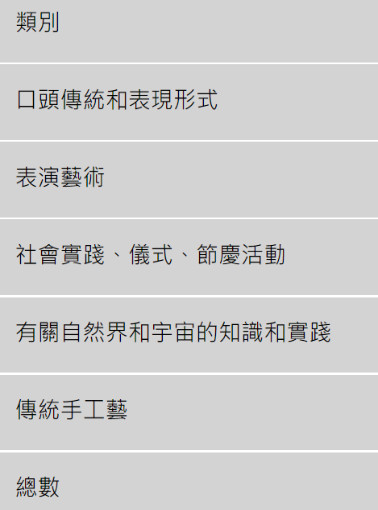 類別
口頭傳統和表現形式
表演藝術
社會實踐、儀式、節慶活動
有關自然界和宇宙的知識和實踐
傳統手工藝
總數